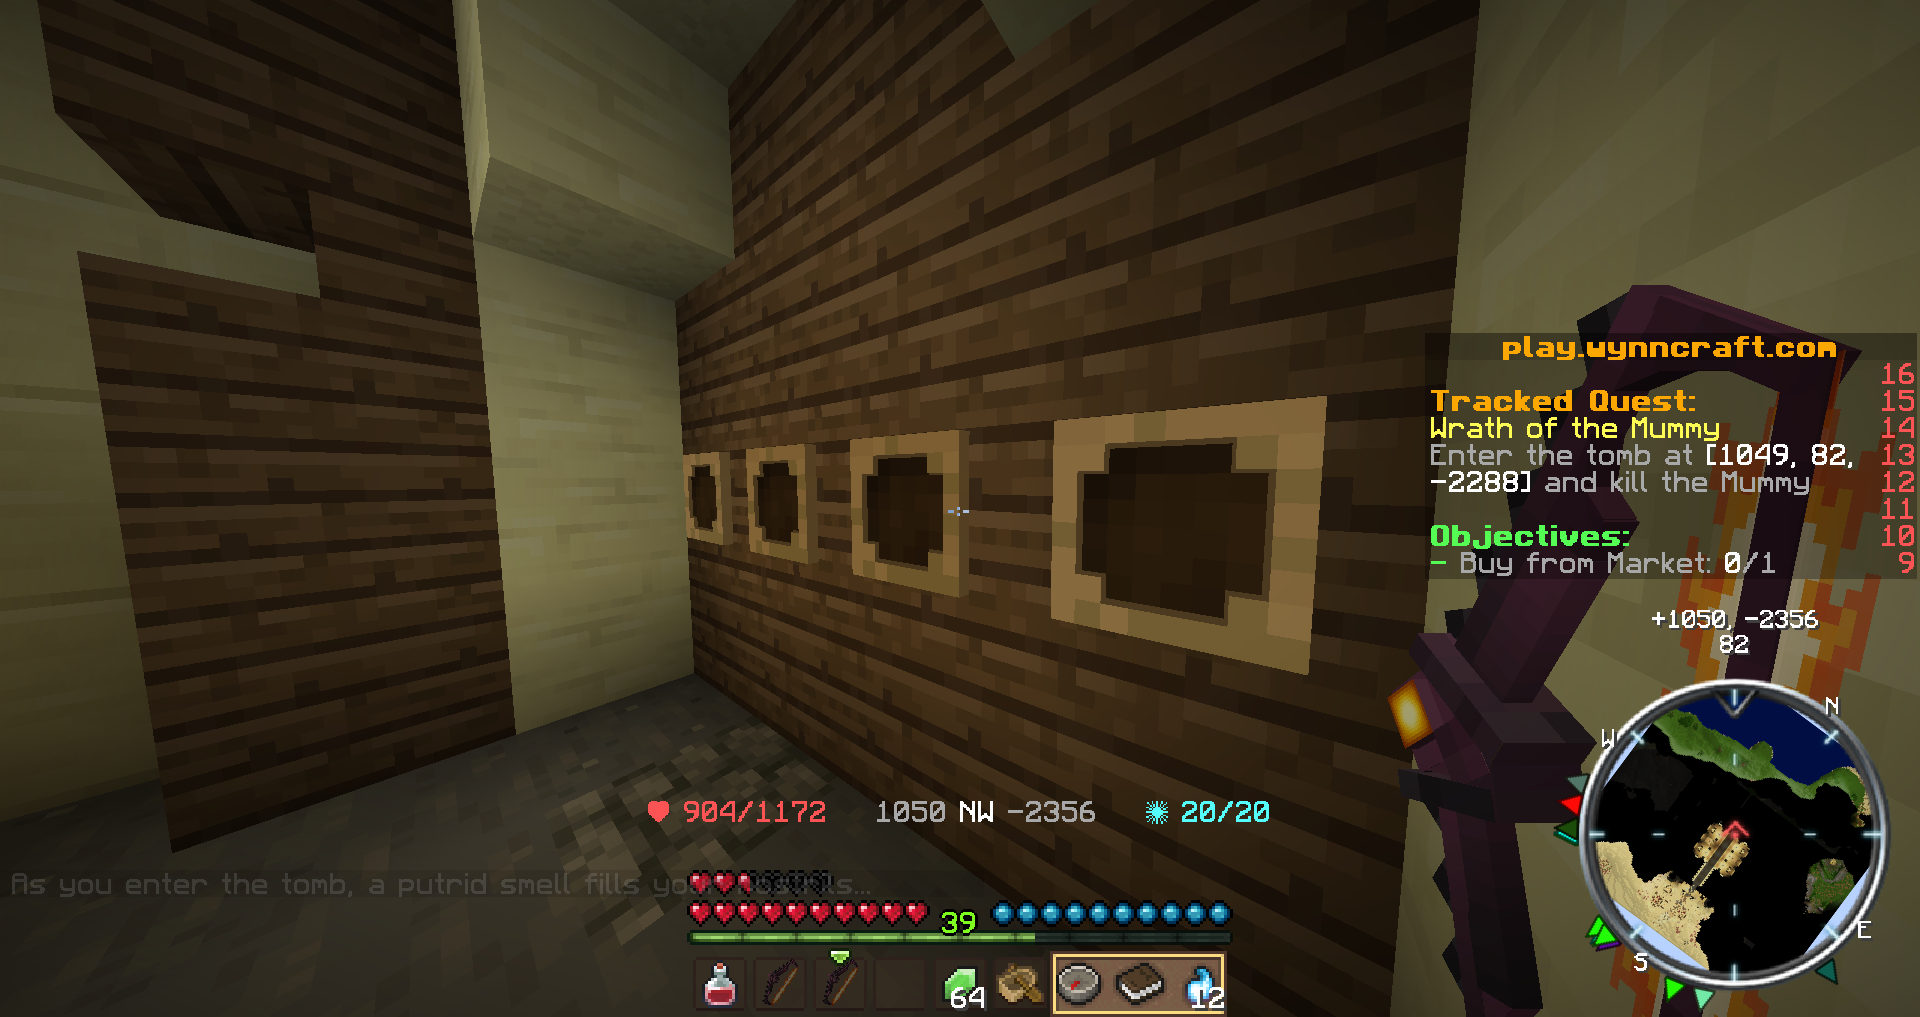 play.wynncraft.com
16
Tracked Quest: 15
Wrath of the Mummy 14
Enter the tomb at [1049, 82, 13
-2288] and kill the Mummy 12
11
Objectives: 10
- Buy from Market: 0/1 9
+1050, -2356
82
N
W
E
S
904/1172 1050 NW -2356 20/20
As you enter the tomb, a putrid smell fills
39
64
12